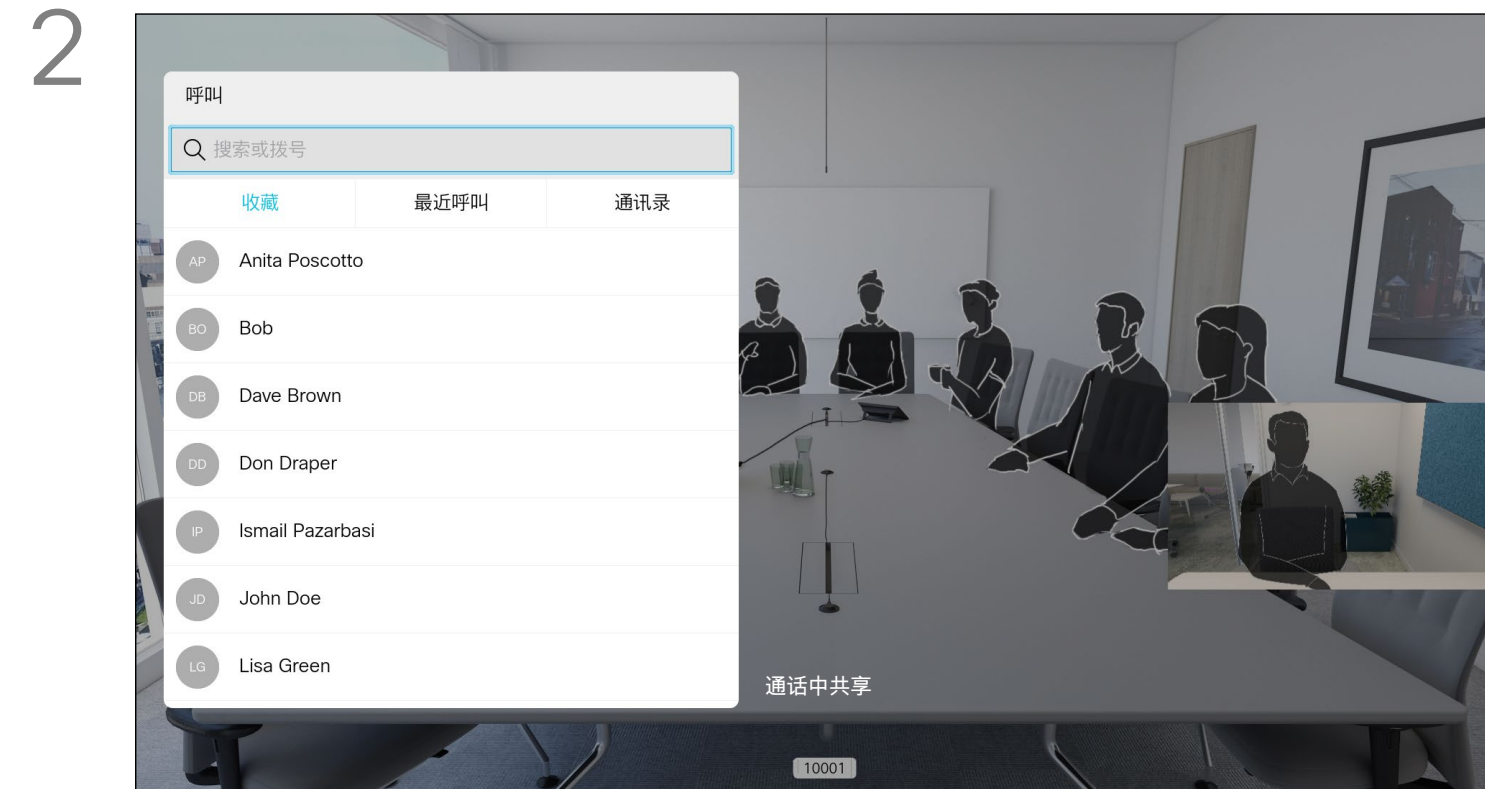 2
呼叫
搜索或拨号
收藏 最近呼叫 通讯录
AP Anita Poscotto
BO Bob
DB Dave Brown
DD Don Draper
IP Ismail Pazarbasi
JD John Doe
LG Lisa Green
通话中共享
10001